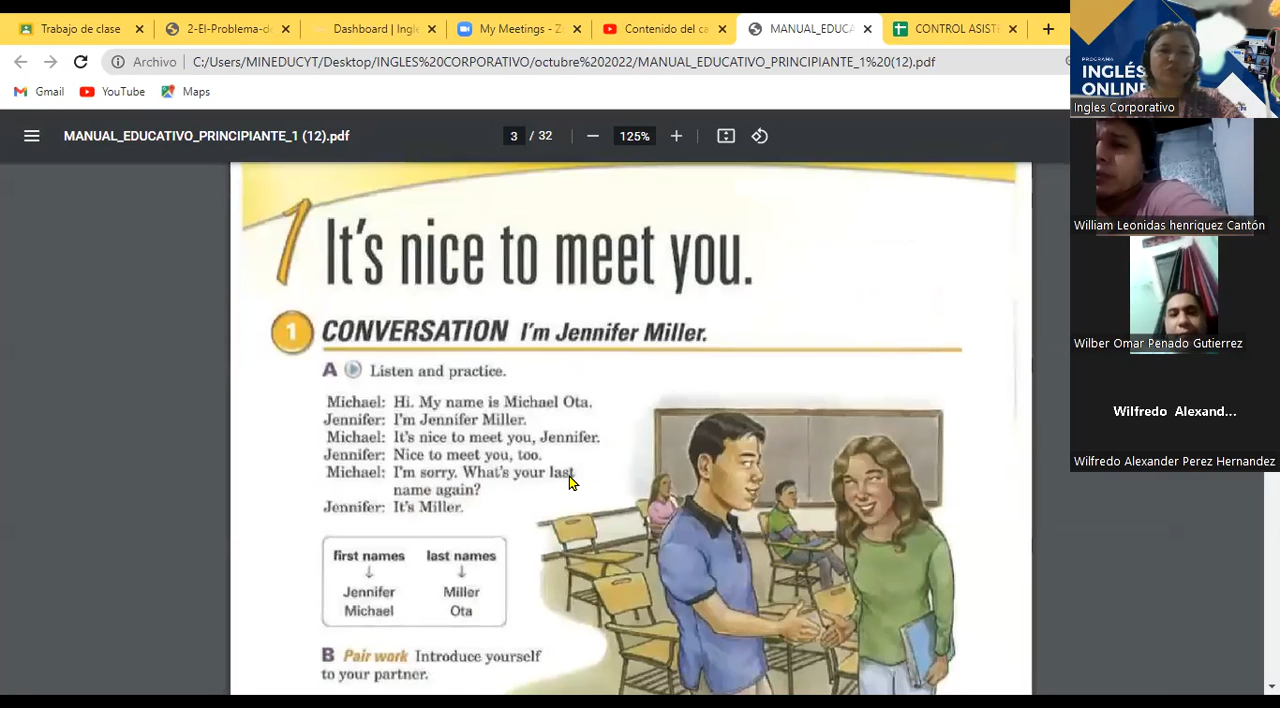 Trabajo de clase
2-El-Problema-d
Dashboard | Ingl
My Meetings - Z
Contenido del ca
MANUAL_EDUCA
CONTROL ASIST
Archivo | C:/Users/MINEDUCYT/Desktop/INGLES%20CORPORATIVO/octubre%202022/MANUAL_EDUCATIVO_PRINCIPIANTE_1%20(12).pdf
Gmail YouTube Maps
MANUAL_EDUCATIVO_PRINCIPIANTE_1 (12).pdf
3 / 32
125%
1 It's nice to meet you.
1 CONVERSATION I'm Jennifer Miller.
A Listen and practice.
Michael: Hi. My name is Michael Ota.
Jennifer: I'm Jennifer Miller.
Michael: It's nice to meet you, Jennifer.
Jennifer: Nice to meet you, too.
Michael: I'm sorry. What's your last
name again?
Jennifer: It's Miller.
first names last names
Jennifer Miller
Michael Ota
B Pair work Introduce yourself
to your partner.
PROGRAMA
INGLÉS
ONLINE
Ingles Corporativo
William Leonidas henriquez Cantón
Wilber Omar Penado Gutierrez
Wilfredo Alexand...
Wilfredo Alexander Perez Hernandez